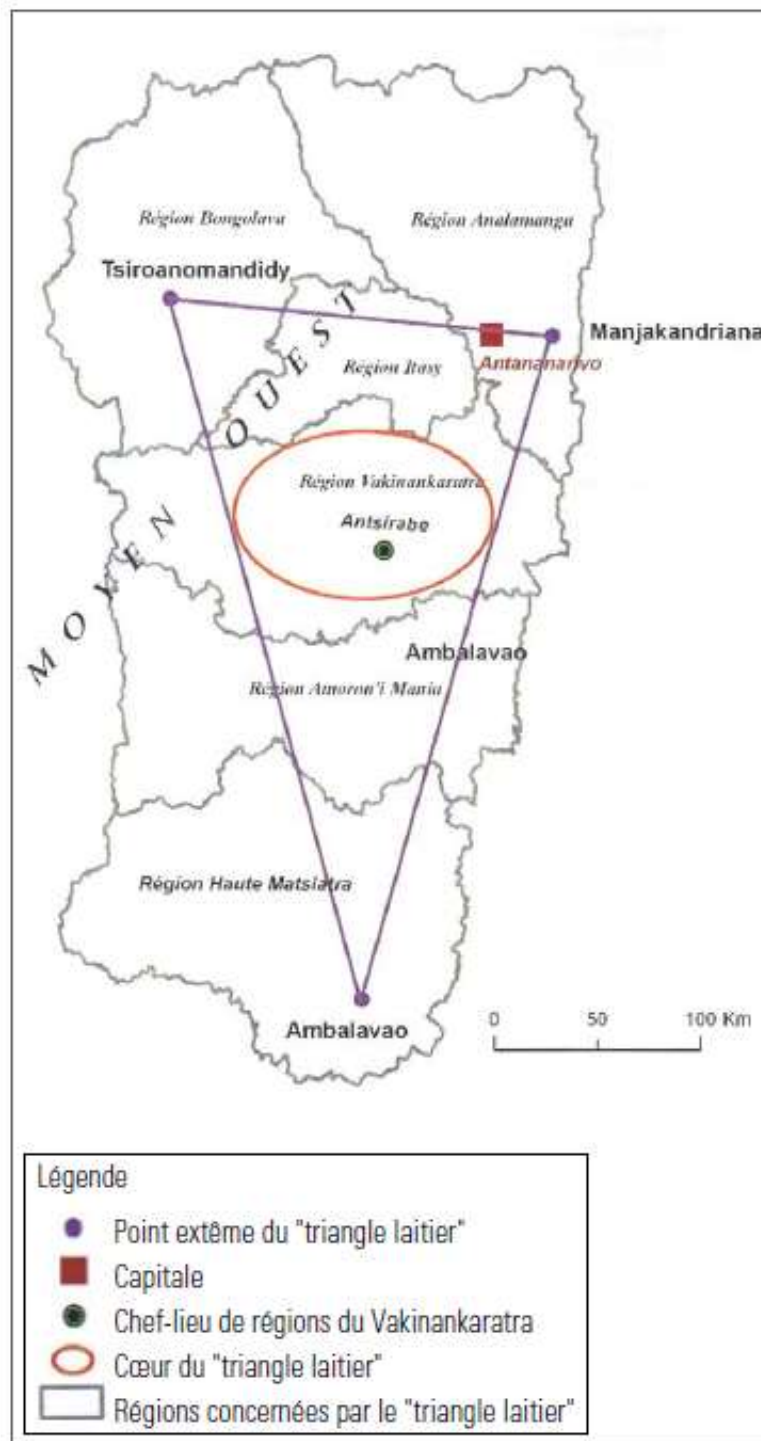 Région Bongolava
Région Analamanga
Tsiroanomandidy
Manjakandriana
Antananarivo
Région Itasy
MOYEN OUEST
Région Vakinankaratra
Antsirabe
Ambalavao
Région Amoron'i Mania
Région Haute Matsiatra
Ambalavao
0 50 100 Km
Légende
Point extême du "triangle laitier"
Capitale
Chef-lieu de régions du Vakinankaratra
Cœur du "triangle laitier"
Régions concernées par le "triangle laitier"